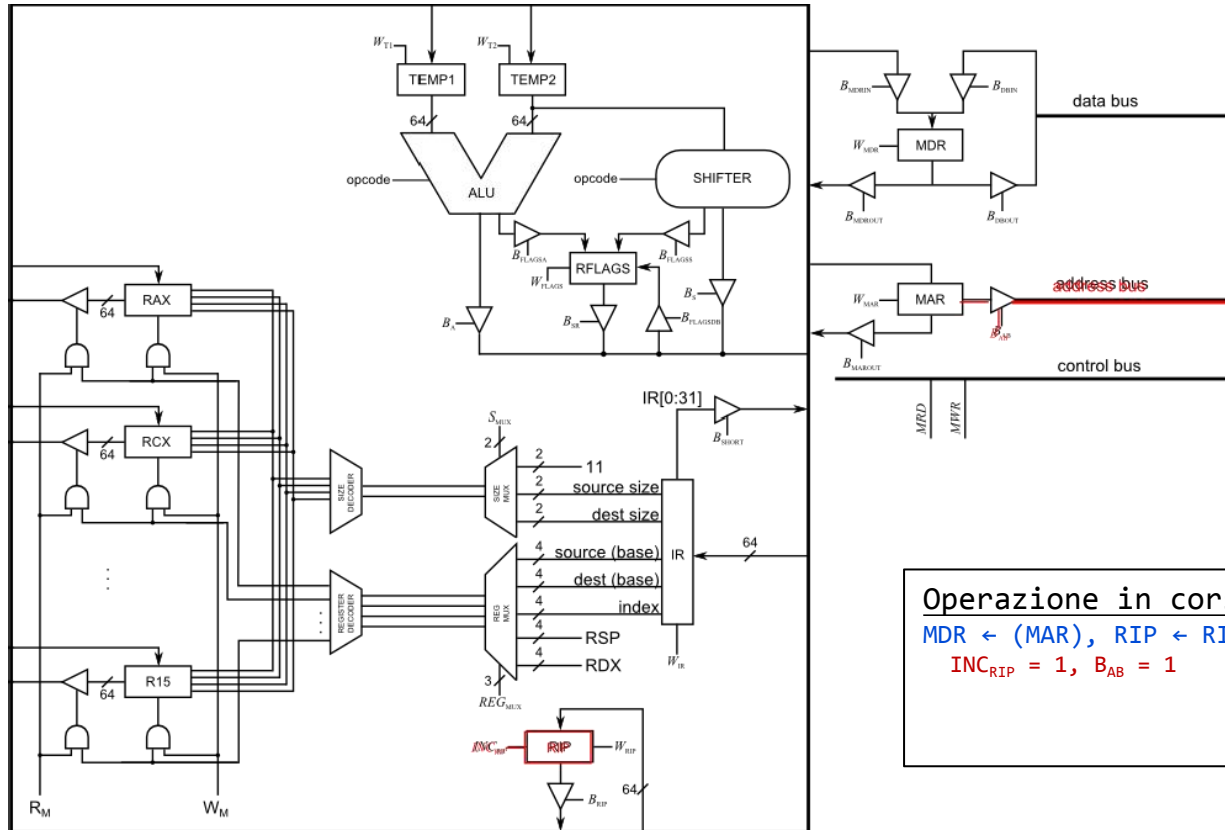 W_T1
W_T2
TEMP1
TEMP2
64
64
opcode
ALU
opcode
SHIFTER
B_FLAGSA
B_FLAGSS
W_FLAGS
RFLAGS
B_A
B_SR
B_FLAGSDB
B_S
B_MDRIN
B_DBIN
data bus
W_MDR
MDR
B_MDROUT
B_DBOUT
address bus
W_MAR
MAR
B_AB
B_MAROUT
control bus
MRD
MWR
RAX
64
RCX
64
R15
64
R_M
W_M
SIZE DECODER
REGISTER DECODER
S_MUX
2
SIZE MUX
2
11
2
source size
2
dest size
REG MUX
4
source (base)
4
dest (base)
4
index
4
RSP
4
RDX
3
REG_MUX
IR[0:31]
B_SHORT
IR
64
W_IR
INC_RIP
RIP
W_RIP
B_RIP
64
Operazione in cor
MDR ← (MAR), RIP ← RI
INC_RIP = 1, B_AB = 1